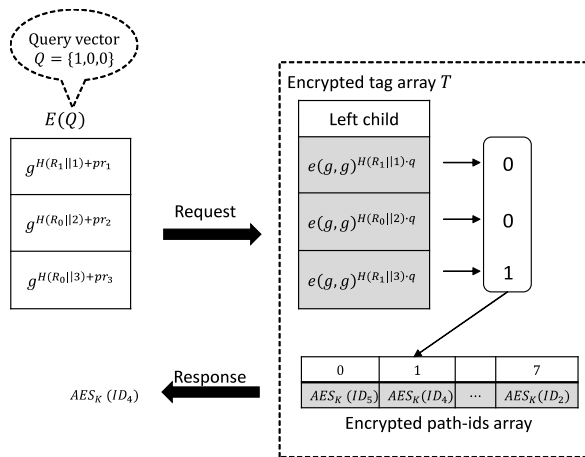 Query vector
Q = {1,0,0}
E(Q)
g^{H(R_1||1)+pr_1}
g^{H(R_0||2)+pr_2}
g^{H(R_0||3)+pr_3}
Request
Encrypted tag array T
Left child
e(g,g)^{H(R_1||1)·q}
0
e(g,g)^{H(R_0||2)·q}
0
e(g,g)^{H(R_1||3)·q}
1
0 1 7
AES_K (ID_5) AES_K(ID_4) ... AES_K(ID_2)
Encrypted path-ids array
Response
AES_K (ID_4)